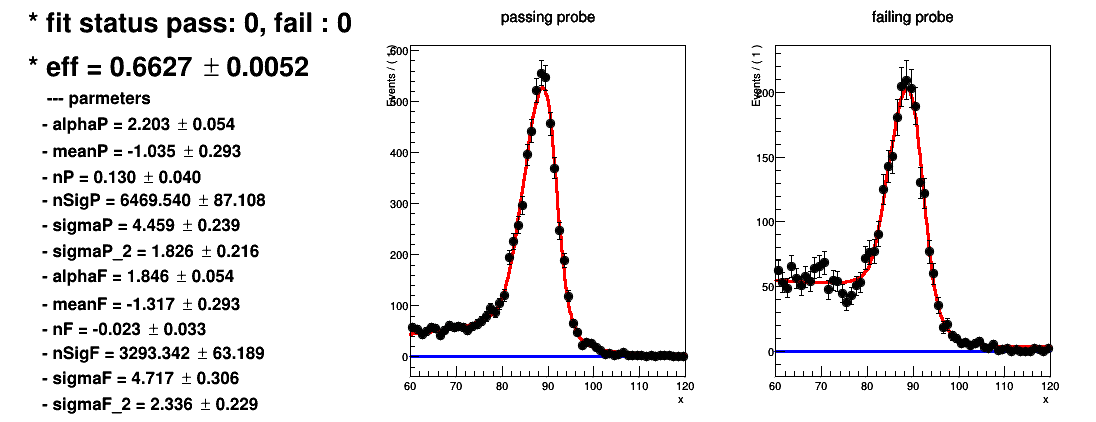 * fit status pass: 0, fail : 0
* eff = 0.6627 ± 0.0052
--- parmeters
- alphaP = 2.203 ± 0.054
- meanP = -1.035 ± 0.293
- nP = 0.130 ± 0.040
- nSigP = 6469.540 ± 87.108
- sigmaP = 4.459 ± 0.239
- sigmaP_2 = 1.826 ± 0.216
- alphaF = 1.846 ± 0.054
- meanF = -1.317 ± 0.293
- nF = -0.023 ± 0.033
- nSigF = 3293.342 ± 63.189
- sigmaF = 4.717 ± 0.306
- sigmaF_2 = 2.336 ± 0.229
passing probe
Events / ( 1 )
600
500
400
300
200
100
0
60 70 80 90 100 110 120
x
failing probe
Events / ( 1 )
200
150
100
50
0
60 70 80 90 100 110 120
x